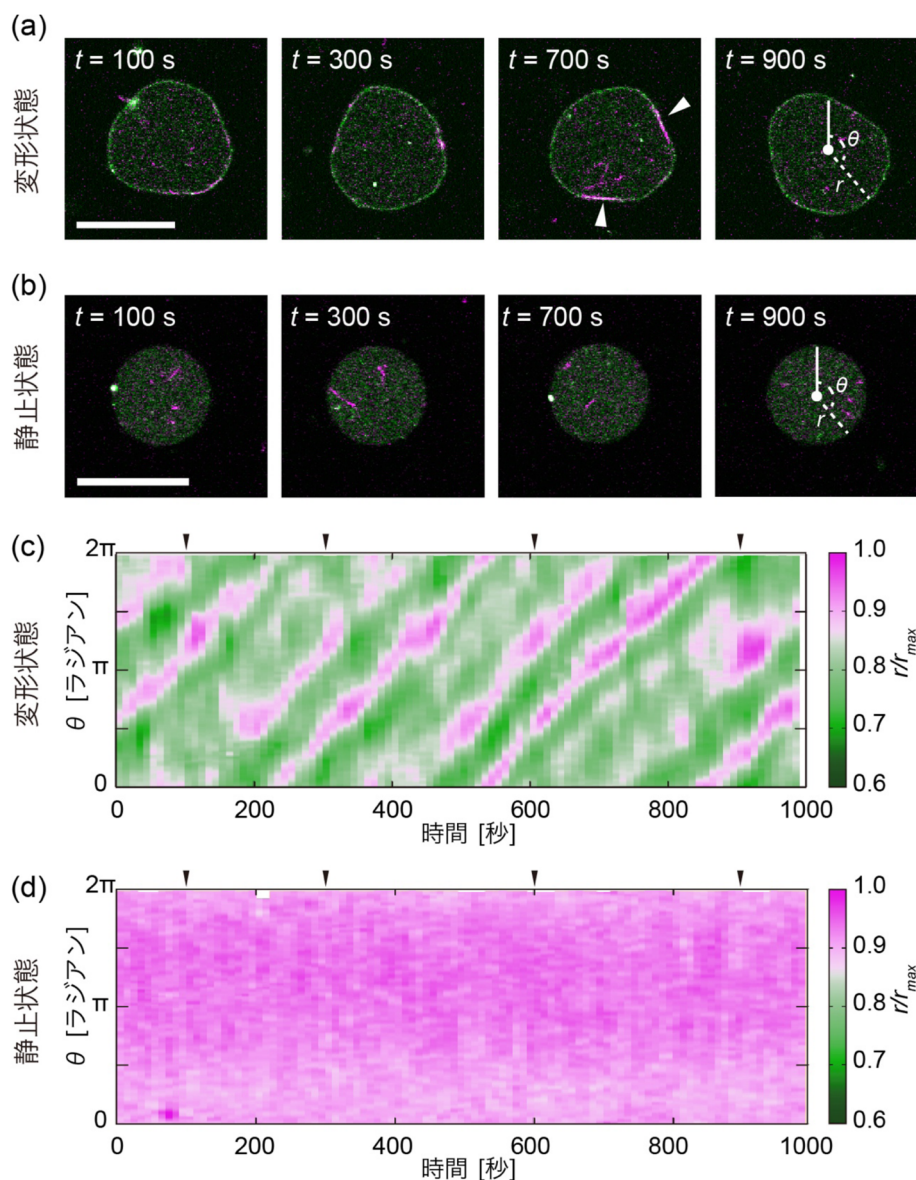 (a)
変形状態
t = 100 s
t = 300 s
t = 700 s
t = 900 s
θ
r
(b)
静止状態
t = 100 s
t = 300 s
t = 700 s
t = 900 s
θ
r
(c)
変形状態
θ [ラジアン]
2π
π
0
0 200 400 600 800 1000
時間 [秒]
1.0
0.9
0.8
0.7
0.6
r/rmax
(d)
静止状態
θ [ラジアン]
2π
π
0
0 200 400 600 800 1000
時間 [秒]
1.0
0.9
0.8
0.7
0.6
r/rmax